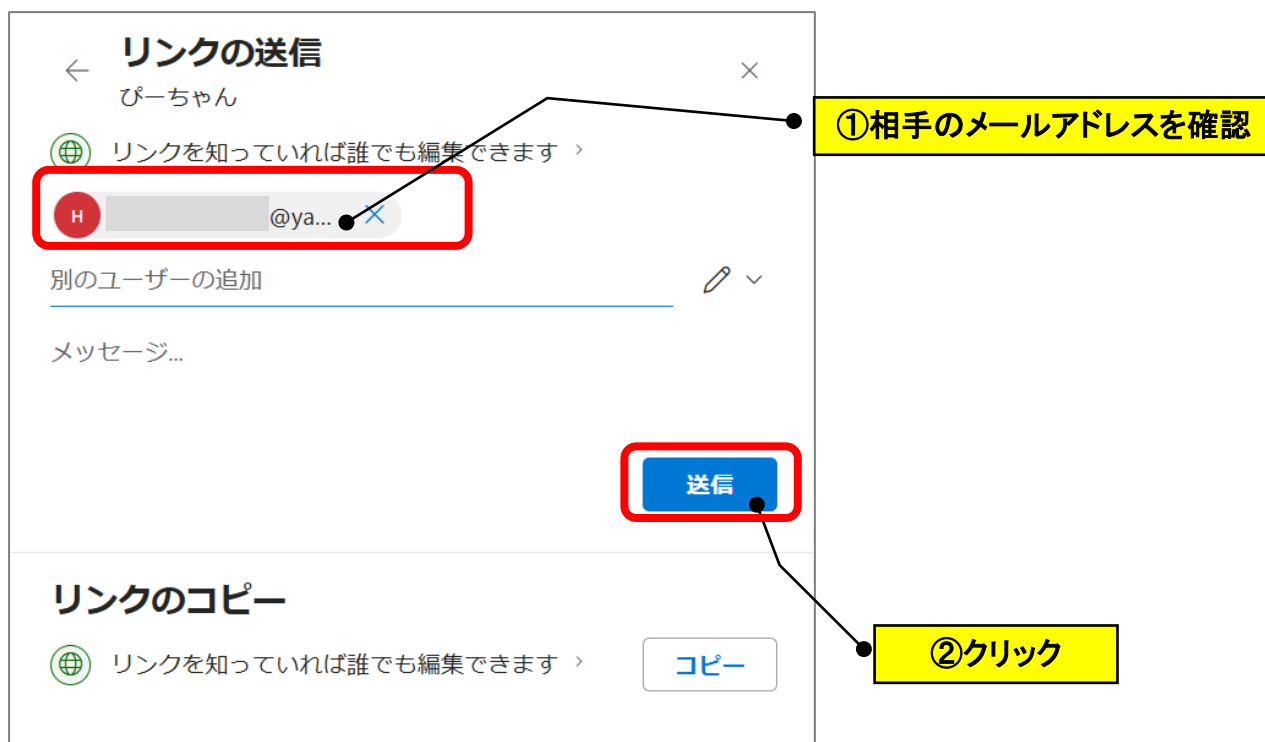 リンクの送信
ぴーちゃん
①相手のメールアドレスを確認
リンクを知っていれば誰でも編集できます
H @ya...
別のユーザーの追加
メッセージ...
送信
リンクのコピー
②クリック
リンクを知っていれば誰でも編集できます
コピー